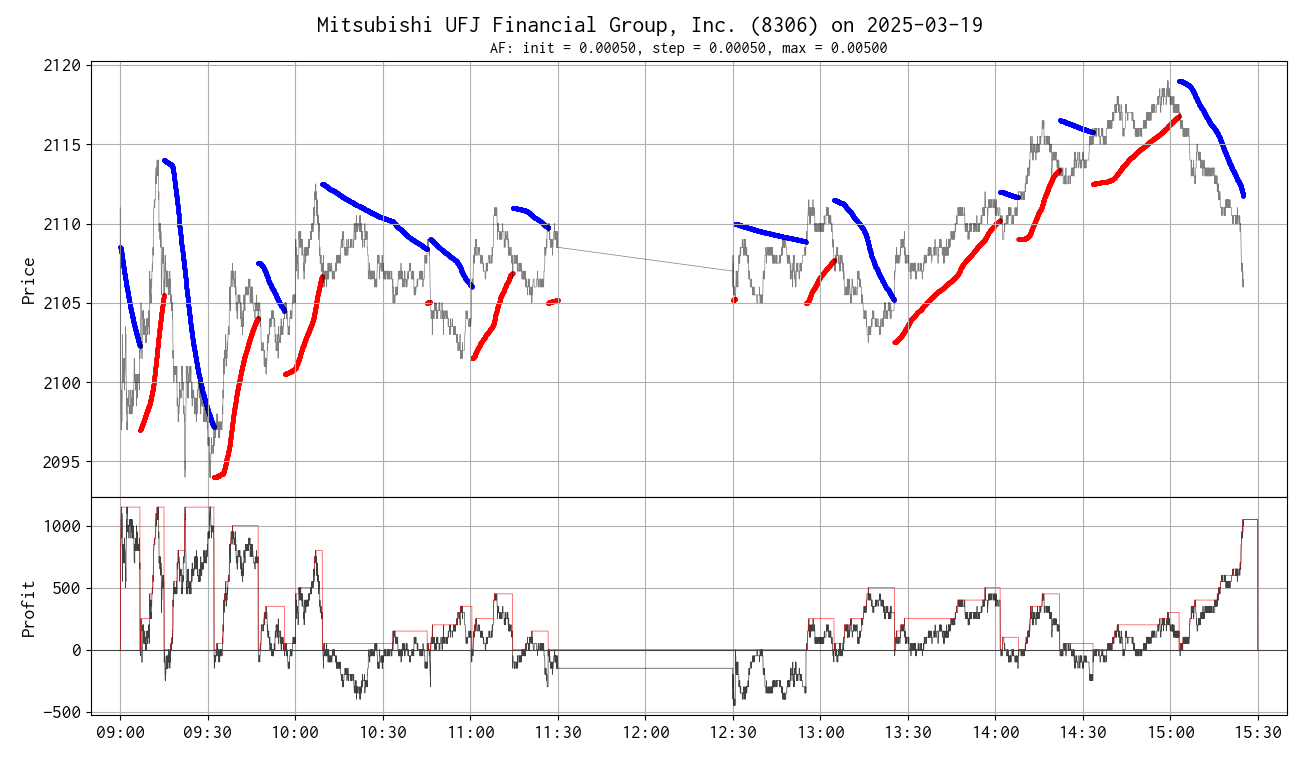 Mitsubishi UFJ Financial Group, Inc. (8306) on 2025-03-19
AF: init = 0.00050, step = 0.00050, max = 0.00500
Price
2120
2115
2110
2105
2100
2095
Profit
1000
500
0
−500
09:00 09:30 10:00 10:30 11:00 11:30 12:00 12:30 13:00 13:30 14:00 14:30 15:00 15:30